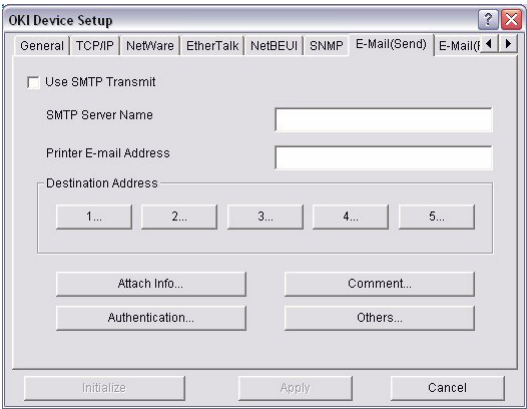 OKI Device Setup
General TCP/IP NetWare EtherTalk NetBEUI SNMP E-Mail(Send) E-Mail(
Use SMTP Transmit
SMTP Server Name
Printer E-mail Address
Destination Address
1... 2... 3... 4... 5...
Attach Info... Comment...
Authentication... Others...
Initialize Apply Cancel